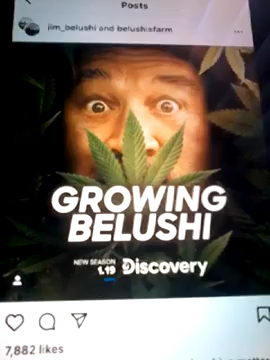 Posts
jim_belushi and belushisfarm
GROWING
BELUSHI
NEW SEASON
1.19
Discovery
7,882 likes